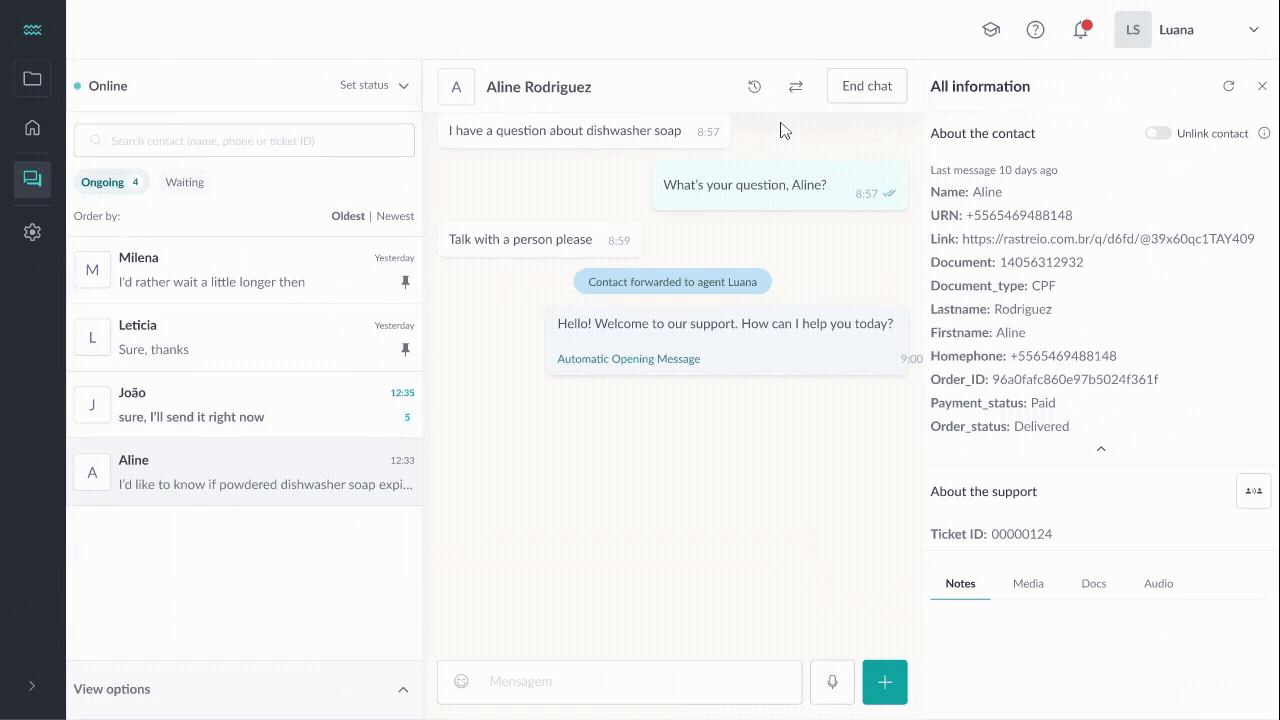 LS Luana
Online
Set status
Search contact (name, phone or ticket ID)
Ongoing 4 Waiting
Order by: Oldest | Newest
M Milena Yesterday
I'd rather wait a little longer then
L Leticia Yesterday
Sure, thanks
J João 12:35
sure, I'll send it right now 5
A Aline 12:33
I'd like to know if powdered dishwasher soap expi...
View options
A Aline Rodriguez
End chat
I have a question about dishwasher soap 8:57
What's your question, Aline? 8:57
Talk with a person please 8:59
Contact forwarded to agent Luana
Hello! Welcome to our support. How can I help you today?
Automatic Opening Message 9:00
Mensagem
All information
About the contact Unlink contact
Last message 10 days ago
Name: Aline
URN: +5565469488148
Link: https://rastreio.com.br/q/d6fd/@39x60qc1TAY409
Document: 14056312932
Document_type: CPF
Lastname: Rodriguez
Firstname: Aline
Homephone: +5565469488148
Order_ID: 96a0fafc860e97b5024f361f
Payment_status: Paid
Order_status: Delivered
About the support
Ticket ID: 00000124
Notes Media Docs Audio